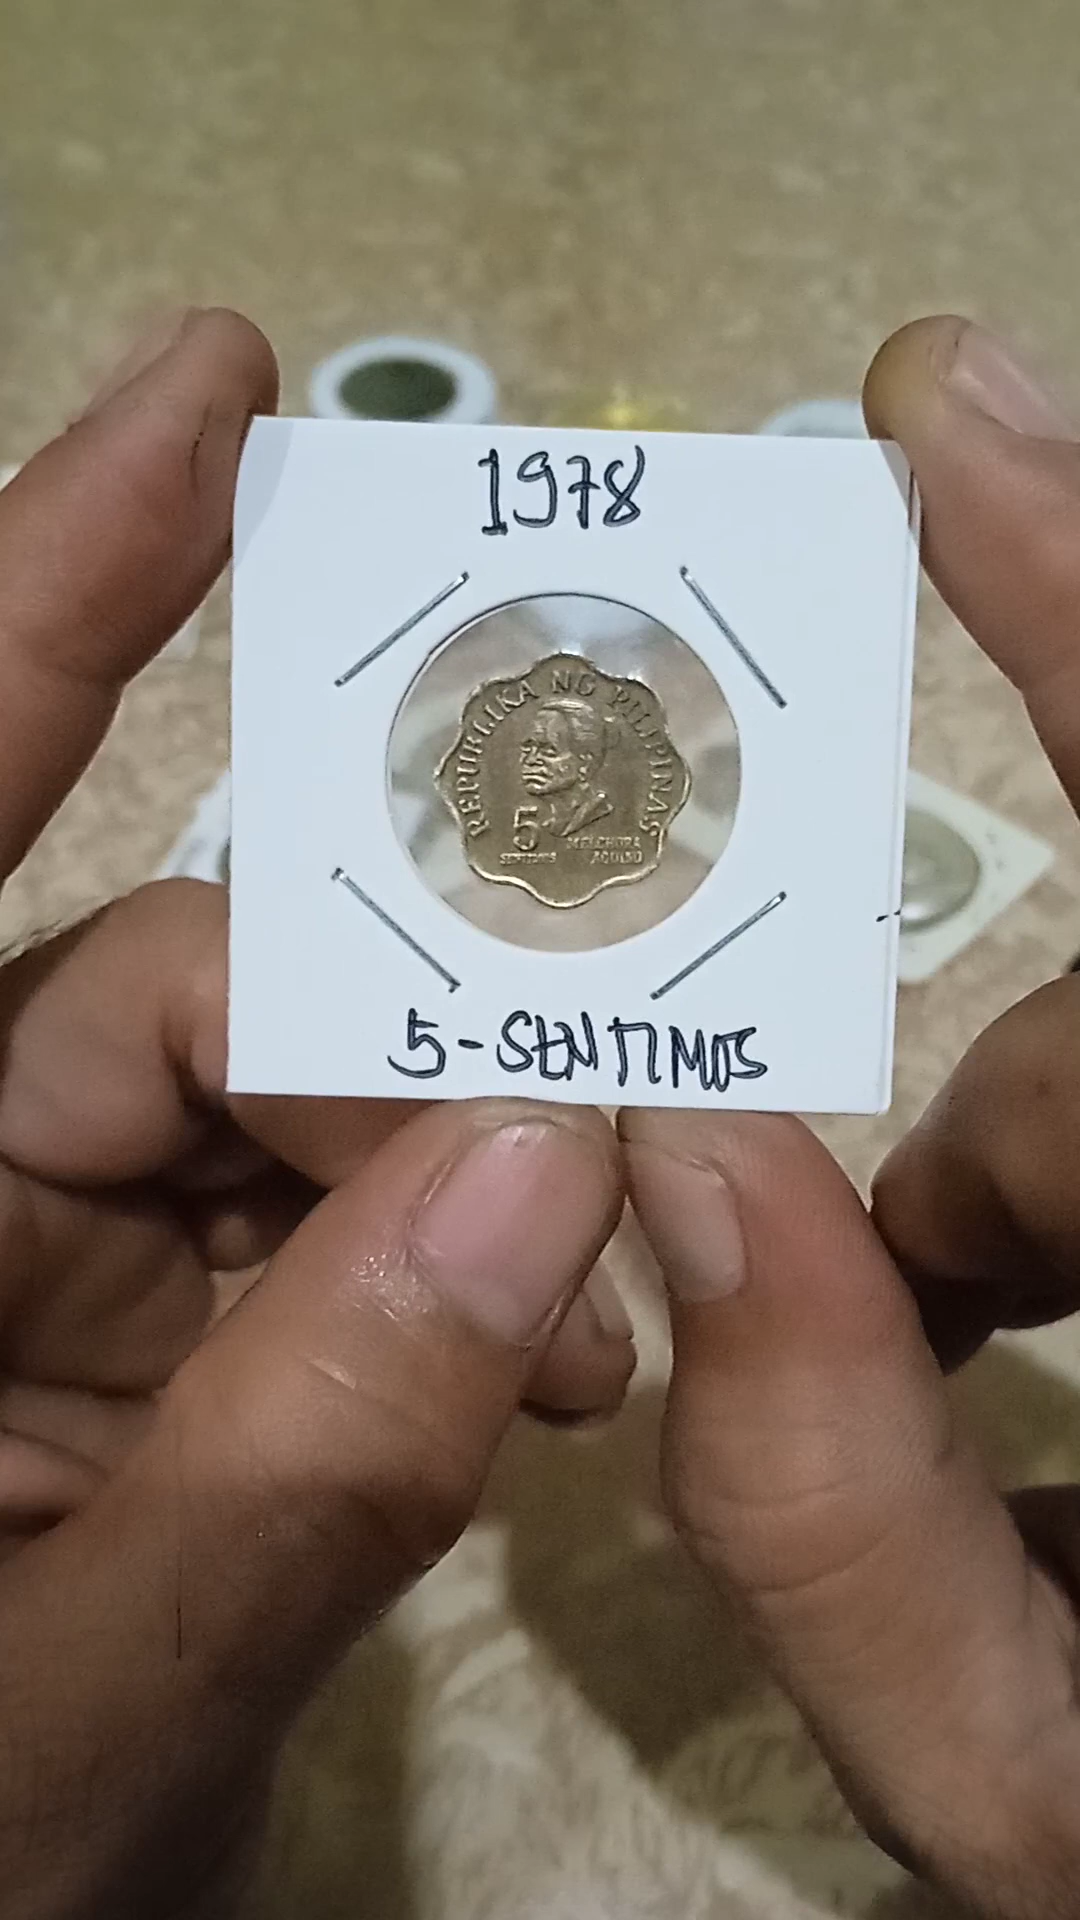 1978
REPUBLIKA NG PILIPINAS
5
SENTIMOS
MELCHORA
AQUINO
5-SENTIMOS